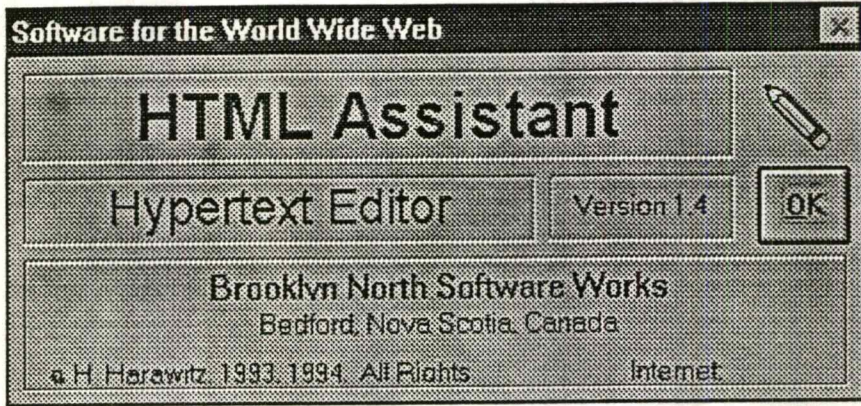 Software for the World Wide Web
HTML Assistant
Hypertext Editor Version 1.4 OK
Brooklyn North Software Works
Bedford, Nova Scotia, Canada
H. Harawitz, 1993, 1994. All Rights Internet: